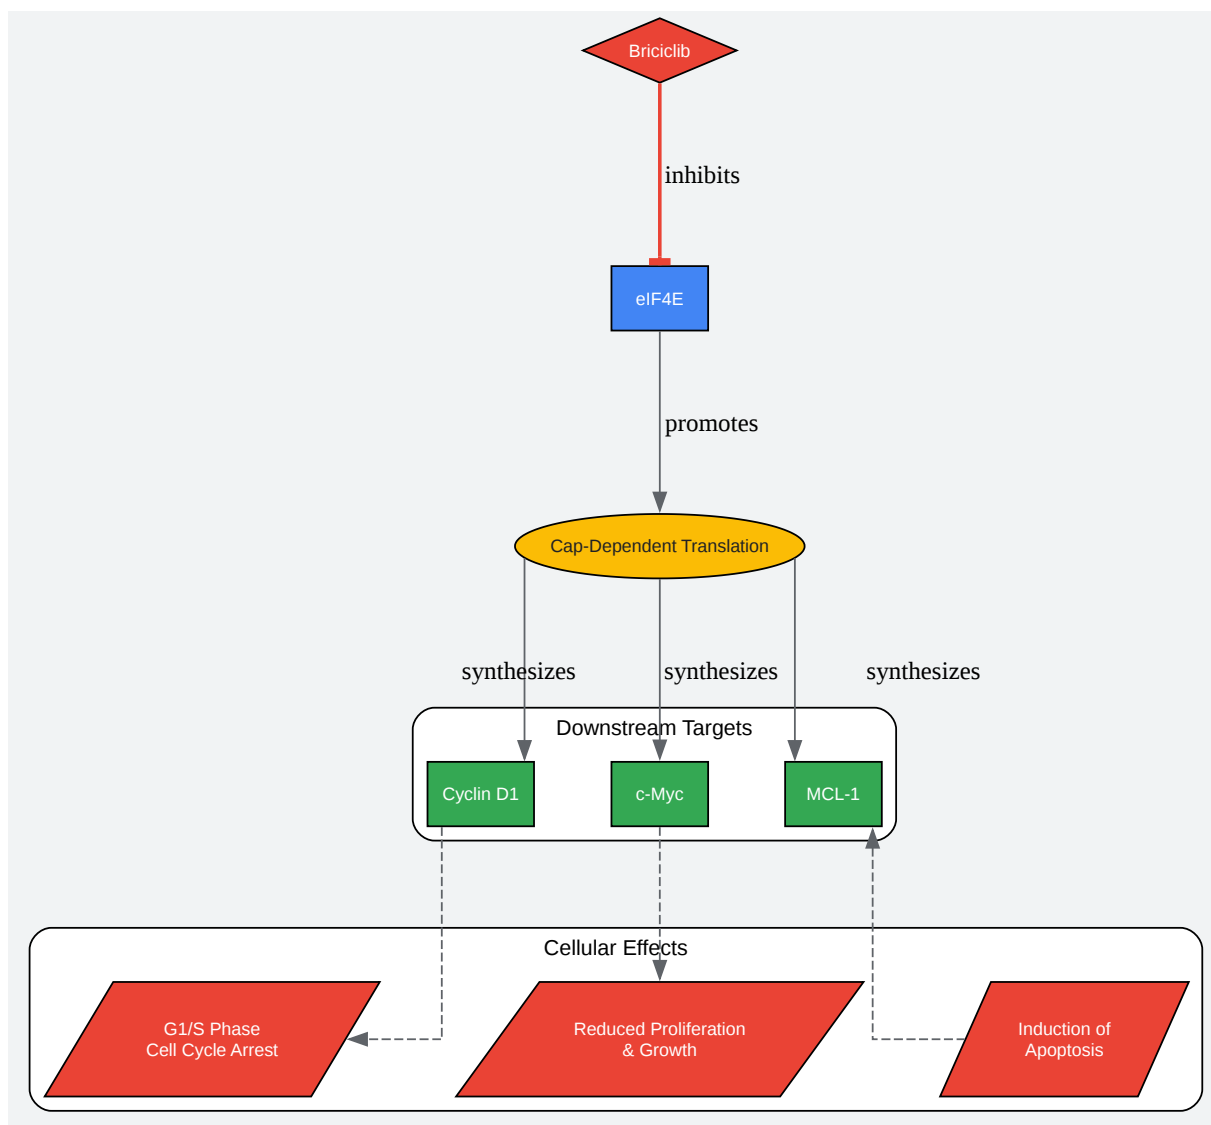 Briciclib
inhibits
eIF4E
promotes
Cap-Dependent Translation
synthesizes
synthesizes
synthesizes
Downstream Targets
Cyclin D1
c-Myc
MCL-1
Cellular Effects
G1/S Phase
Cell Cycle Arrest
Reduced Proliferation
& Growth
Induction of
Apoptosis